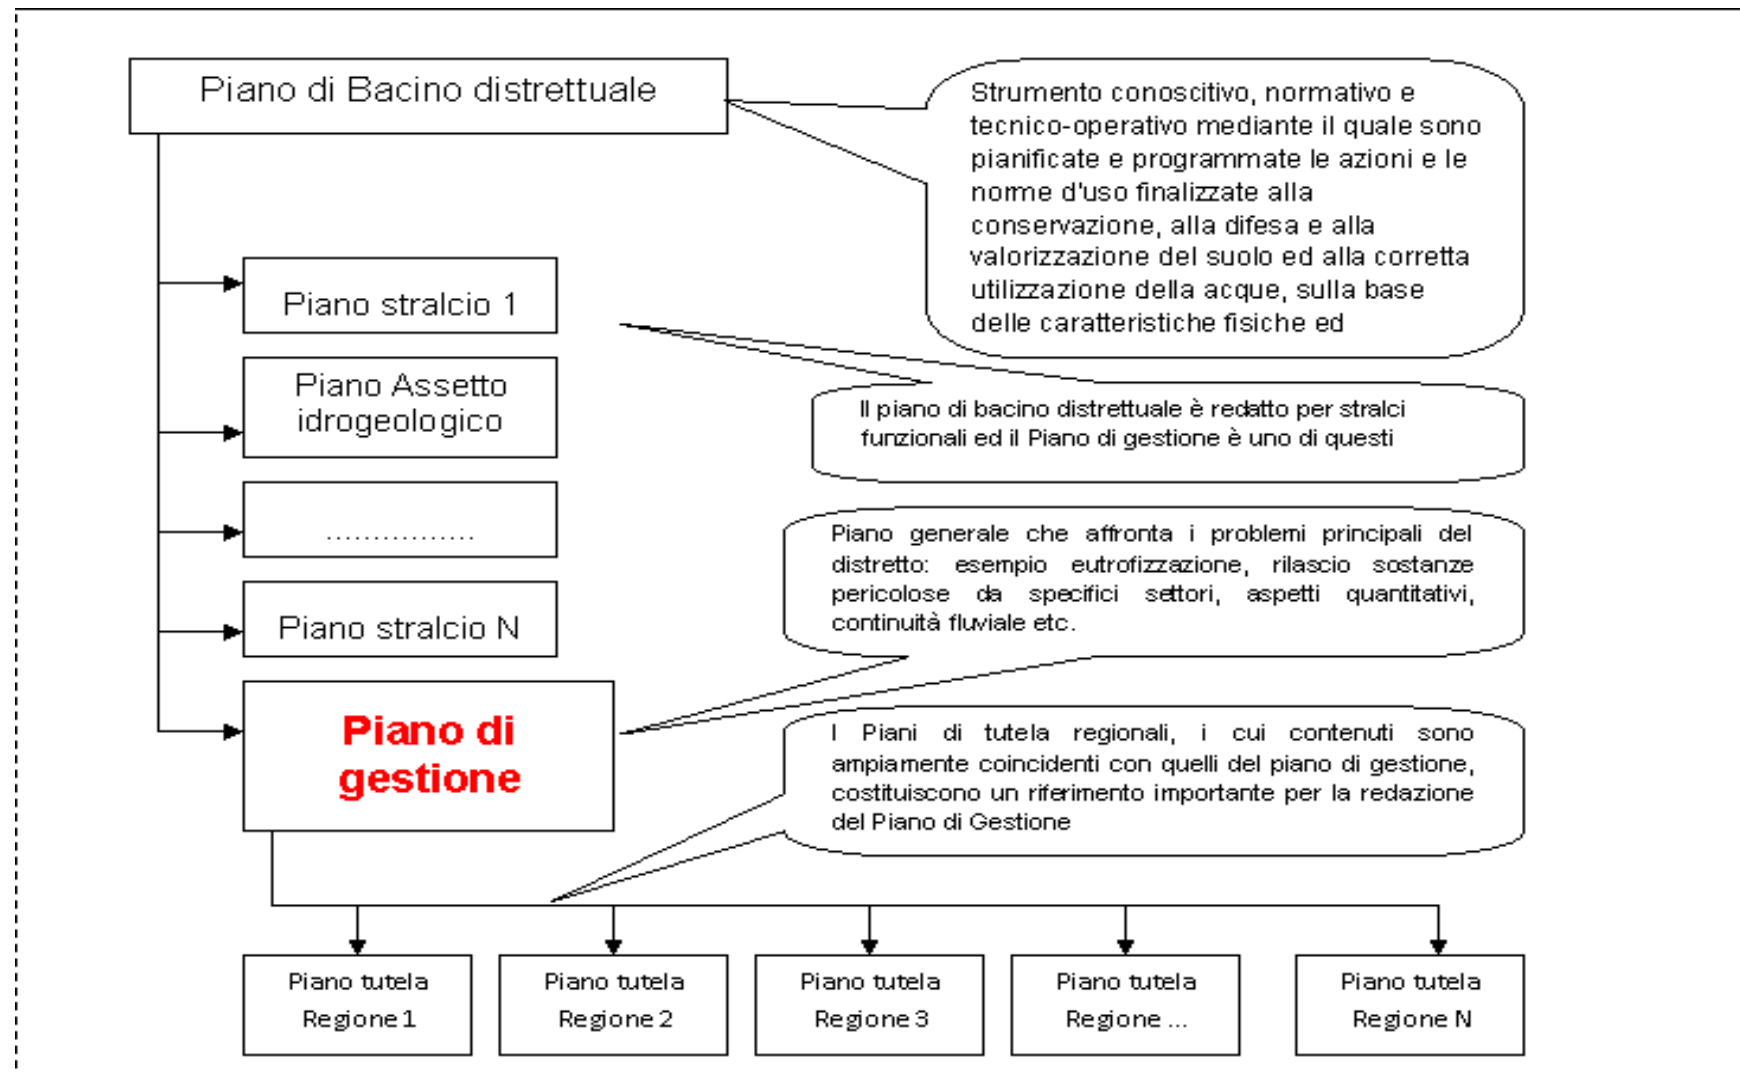 Piano di Bacino distrettuale
Strumento conoscitivo, normativo e
tecnico-operativo mediante il quale sono
pianificate e programmate le azioni e le
norme d'uso finalizzate alla
conservazione, alla difesa e alla
valorizzazione del suolo ed alla corretta
utilizzazione della acque, sulla base
delle caratteristiche fisiche ed
Piano stralcio 1
Piano Assetto
idrogeologico
Il piano di bacino distrettuale è redatto per stralci
funzionali ed il Piano di gestione è uno di questi
................
Piano generale che affronta i problemi principali del
distretto: esempio eutrofizzazione, rilascio sostanze
pericolose da specifici settori, aspetti quantitativi,
continuità fluviale etc.
Piano stralcio N
Piano di
gestione
I Piani di tutela regionali, i cui contenuti sono
ampiamente coincidenti con quelli del piano di gestione,
costituiscono un riferimento importante per la redazione
del Piano di Gestione
Piano tutela
Regione 1
Piano tutela
Regione 2
Piano tutela
Regione 3
Piano tutela
Regione ...
Piano tutela
Regione N